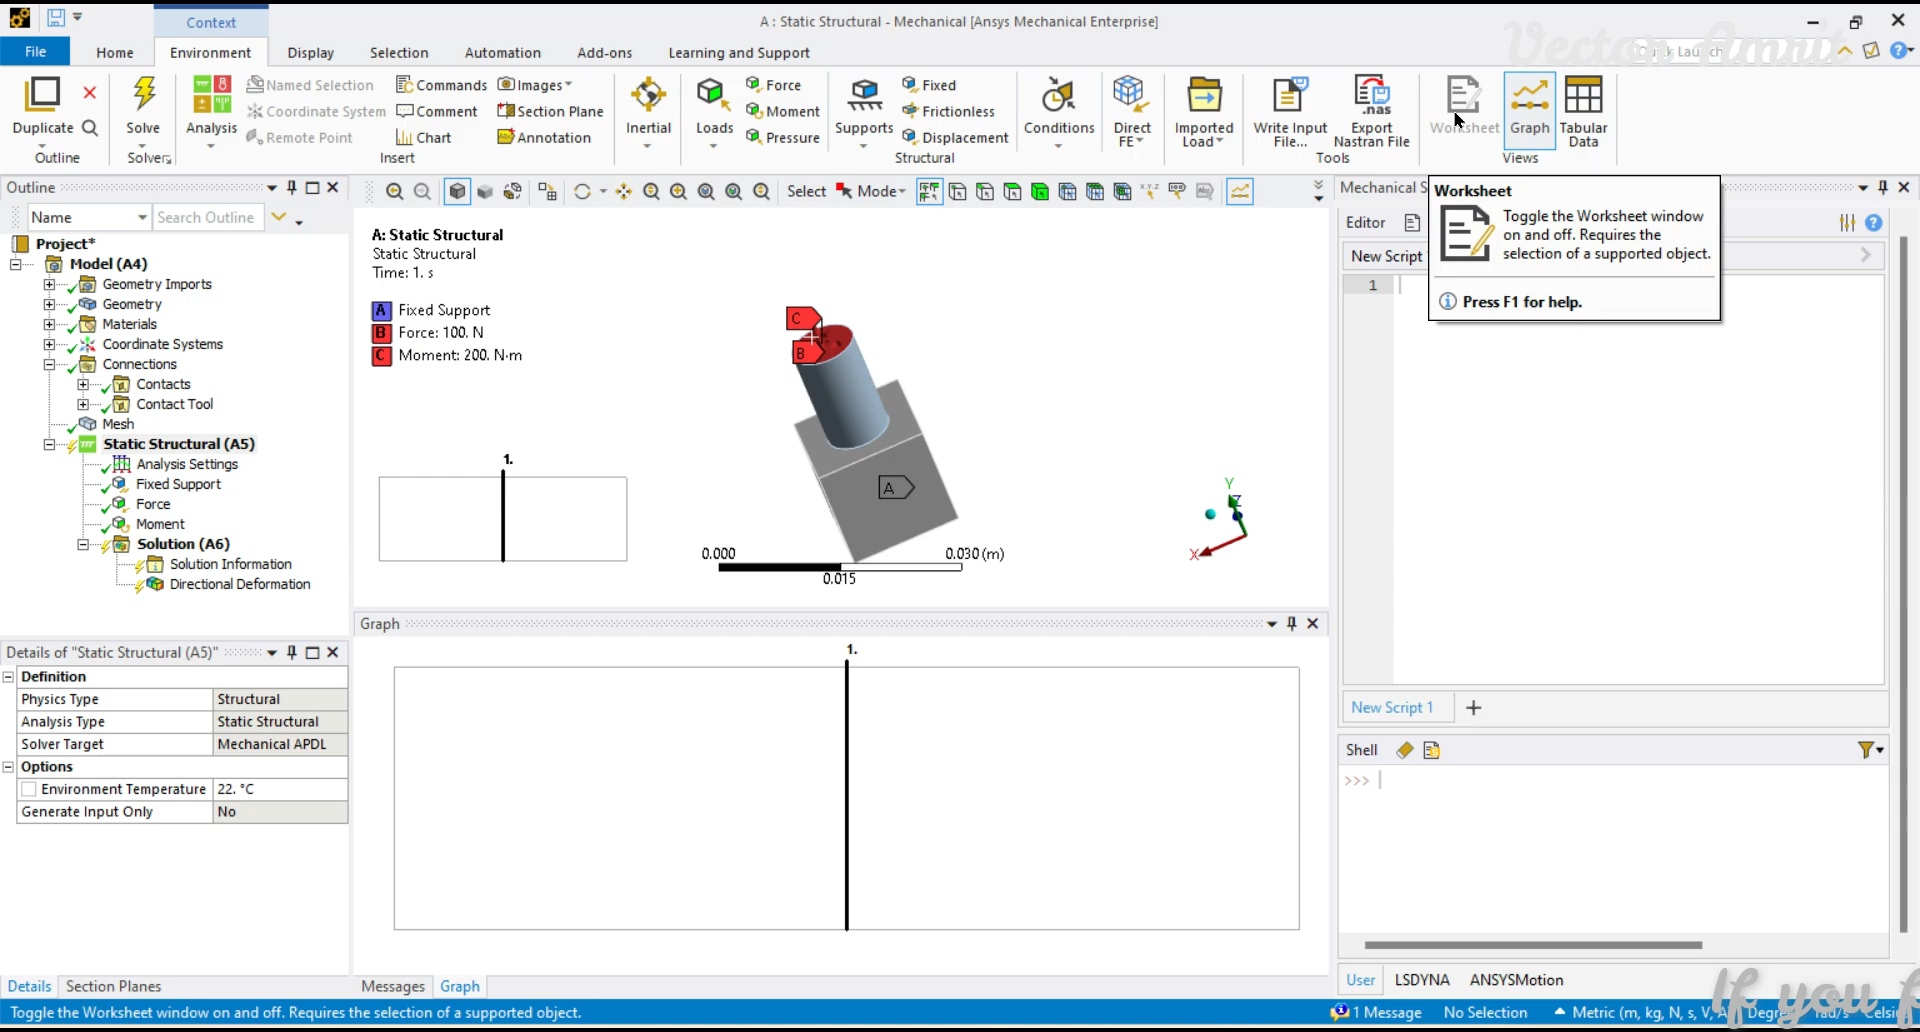 A : Static Structural - Mechanical [Ansys Mechanical Enterprise]
Context
File
Home
Environment
Display
Selection
Automation
Add-ons
Learning and Support
Vector Amrit
Duplicate
Outline
Solve
Solver
Analysis
Named Selection
Coordinate System
Remote Point
Commands
Comment
Chart
Images
Section Plane
Annotation
Insert
Inertial
Loads
Force
Moment
Pressure
Supports
Fixed
Frictionless
Displacement
Structural
Conditions
Direct
FE
Imported
Load
Write Input
File...
.nas
Export
Nastran File
Tools
Worksheet
Graph
Tabular
Data
Views
Outline
Name
Search Outline
Project*
Model (A4)
Geometry Imports
Geometry
Materials
Coordinate Systems
Connections
Contacts
Contact Tool
Mesh
Static Structural (A5)
Analysis Settings
Fixed Support
Force
Moment
Solution (A6)
Solution Information
Directional Deformation
Select
Mode
A: Static Structural
Static Structural
Time: 1. s
A Fixed Support
B Force: 100. N
C Moment: 200. N·m
C
B
A
1.
0.000
0.030 (m)
0.015
Y
Z
X
Mechanical S
Editor
New Script
1
Worksheet
Toggle the Worksheet window
on and off. Requires the
selection of a supported object.
Press F1 for help.
New Script 1 +
Shell
>>>
User
LSDYNA
ANSYSMotion
Graph
1.
Messages
Graph
Details of "Static Structural (A5)"
Definition
Physics Type Structural
Analysis Type Static Structural
Solver Target Mechanical APDL
Options
Environment Temperature 22. °C
Generate Input Only No
Details
Section Planes
Toggle the Worksheet window on and off. Requires the selection of a supported object.
1 Message
No Selection
Metric (m, kg, N, s, V, A)
If you f